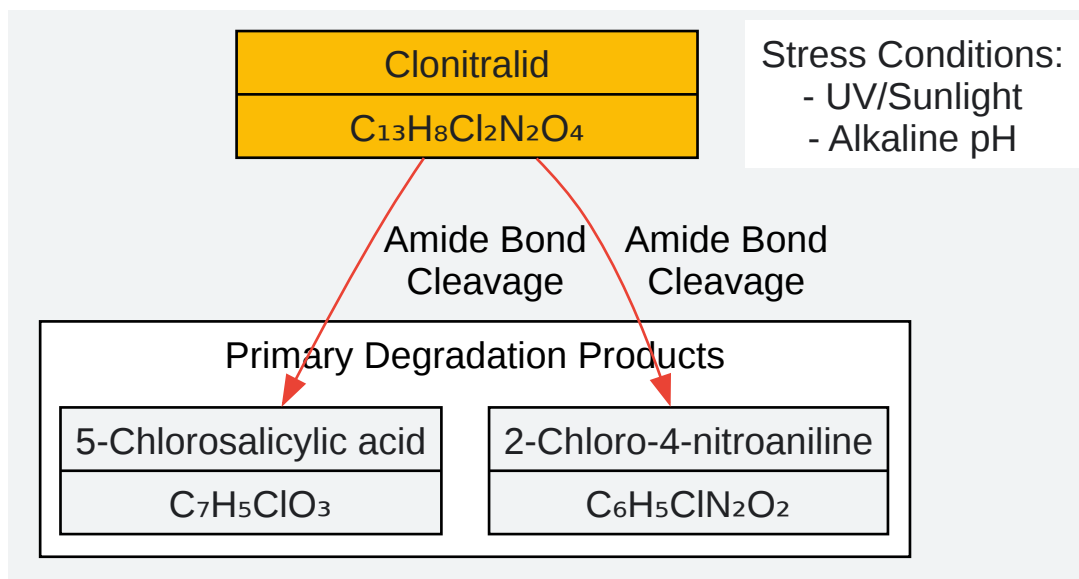 Clonitralid
C₁₃H₈Cl₂N₂O₄
Stress Conditions:
- UV/Sunlight
- Alkaline pH
Amide Bond
Cleavage
Amide Bond
Cleavage
Primary Degradation Products
5-Chlorosalicylic acid
C₇H₅ClO₃
2-Chloro-4-nitroaniline
C₆H₅ClN₂O₂